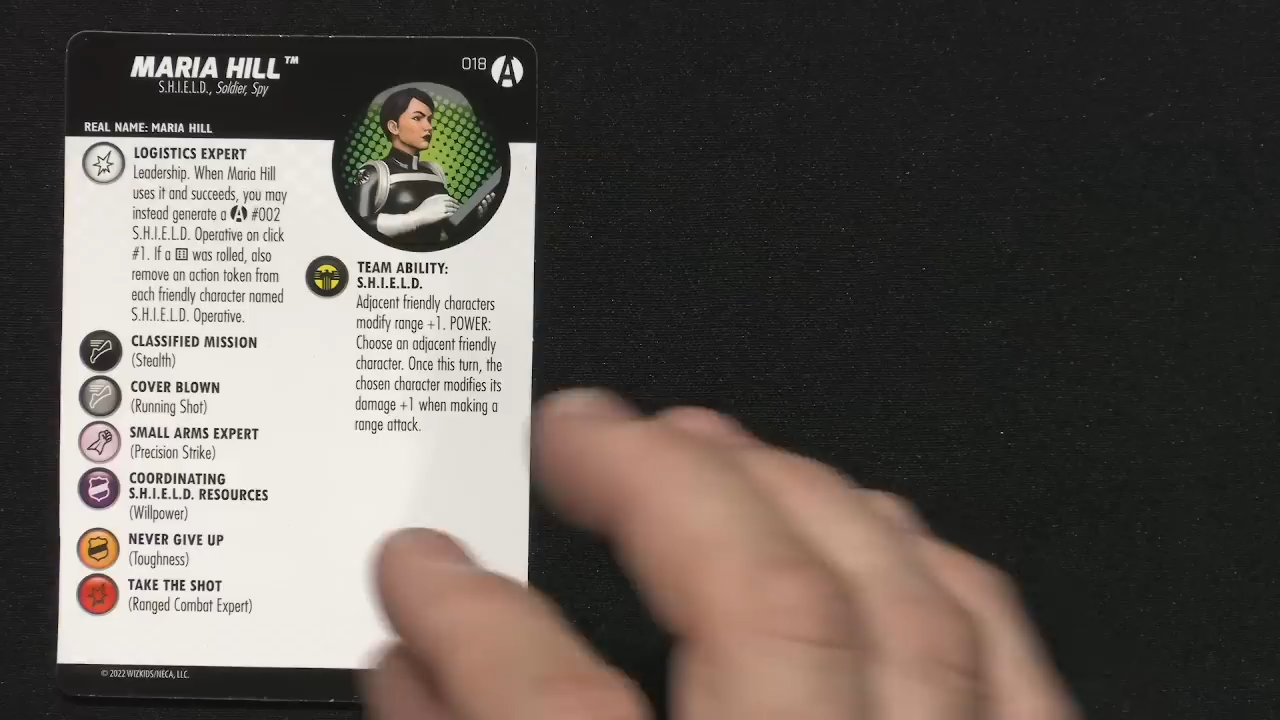 MARIA HILL™
S.H.I.E.L.D., Soldier, Spy
018
REAL NAME: MARIA HILL
LOGISTICS EXPERT
Leadership. When Maria Hill
uses it and succeeds, you may
instead generate a #002
S.H.I.E.L.D. Operative on click
#1. If a ⚅ was rolled, also
remove an action token from
each friendly character named
S.H.I.E.L.D. Operative.
CLASSIFIED MISSION
(Stealth)
COVER BLOWN
(Running Shot)
SMALL ARMS EXPERT
(Precision Strike)
COORDINATING
S.H.I.E.L.D. RESOURCES
(Willpower)
NEVER GIVE UP
(Toughness)
TAKE THE SHOT
(Ranged Combat Expert)
TEAM ABILITY:
S.H.I.E.L.D.
Adjacent friendly characters
modify range +1. POWER:
Choose an adjacent friendly
character. Once this turn, the
chosen character modifies its
damage +1 when making a
range attack.
© 2022 WIZKIDS/NECA, LLC.